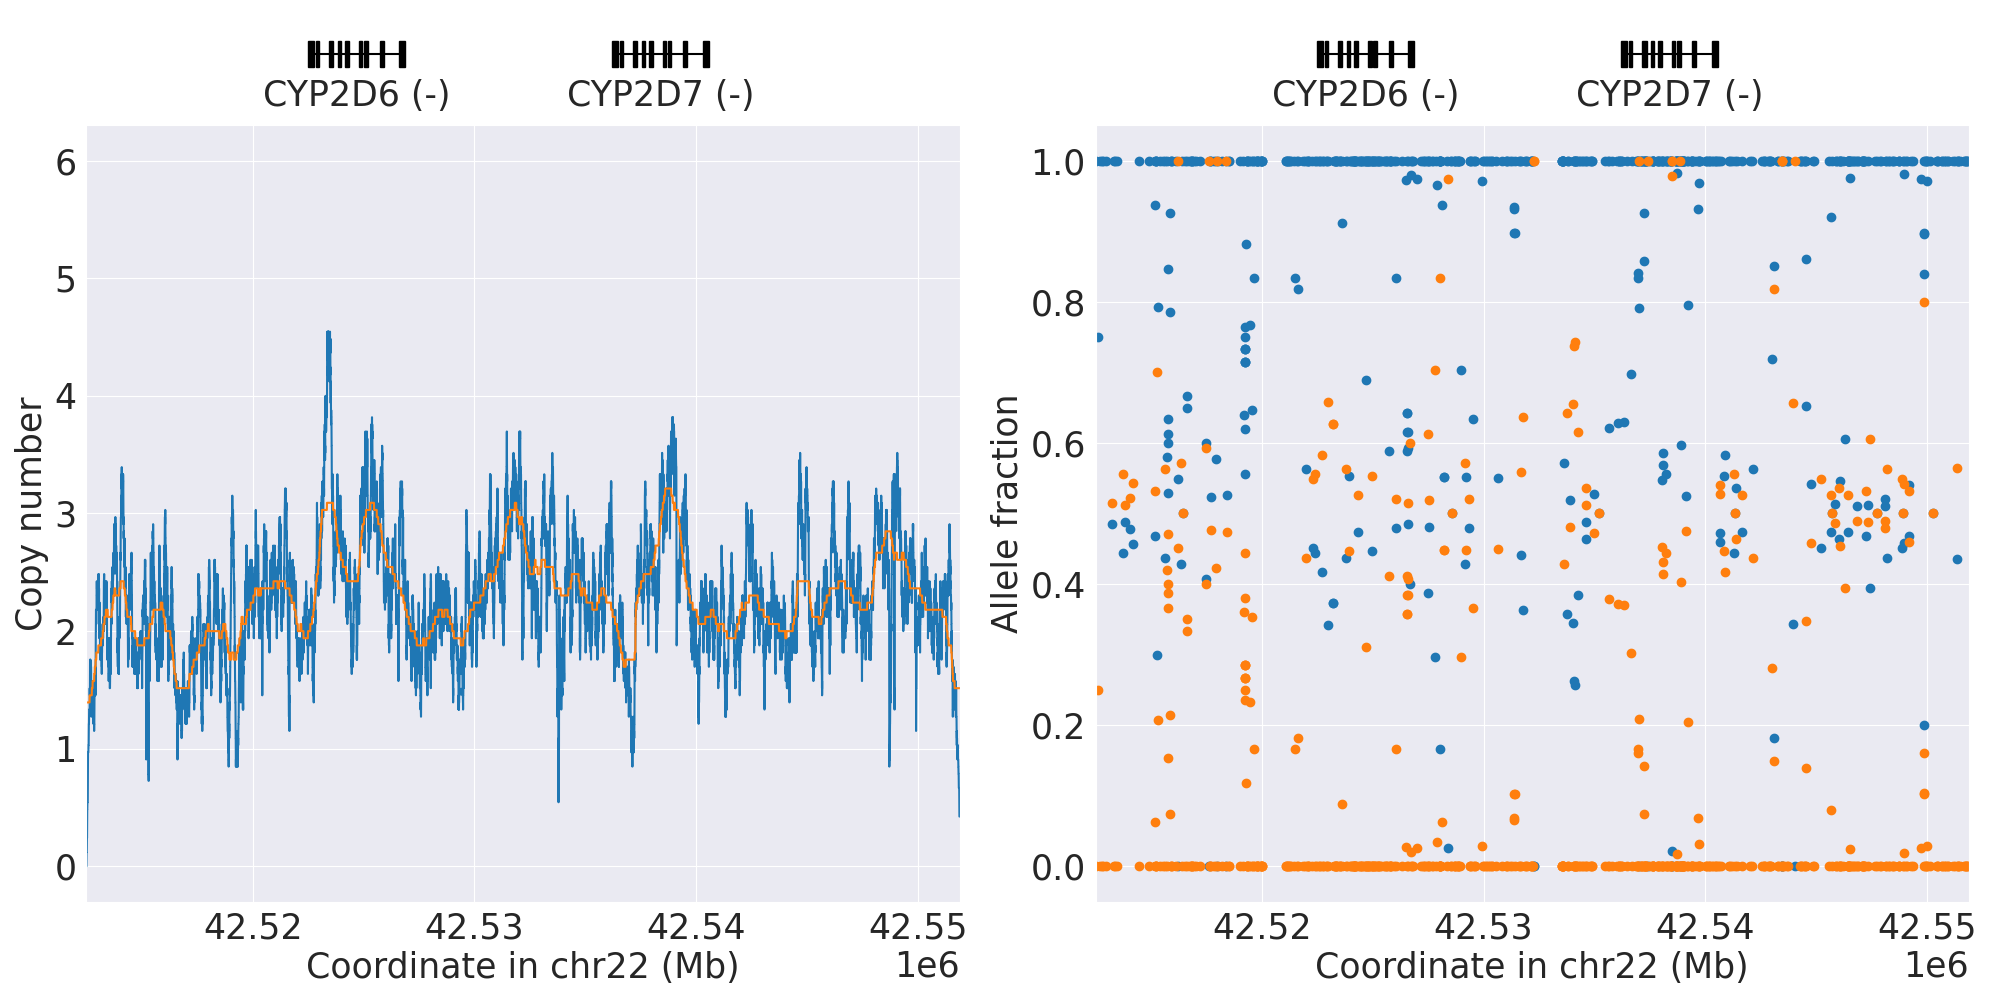 CYP2D6 (-) CYP2D7 (-)
Copy number
6
5
4
3
2
1
0
42.52 42.53 42.54 42.55
Coordinate in chr22 (Mb) 1e6
CYP2D6 (-) CYP2D7 (-)
Allele fraction
1.0
0.8
0.6
0.4
0.2
0.0
42.52 42.53 42.54 42.55
Coordinate in chr22 (Mb) 1e6